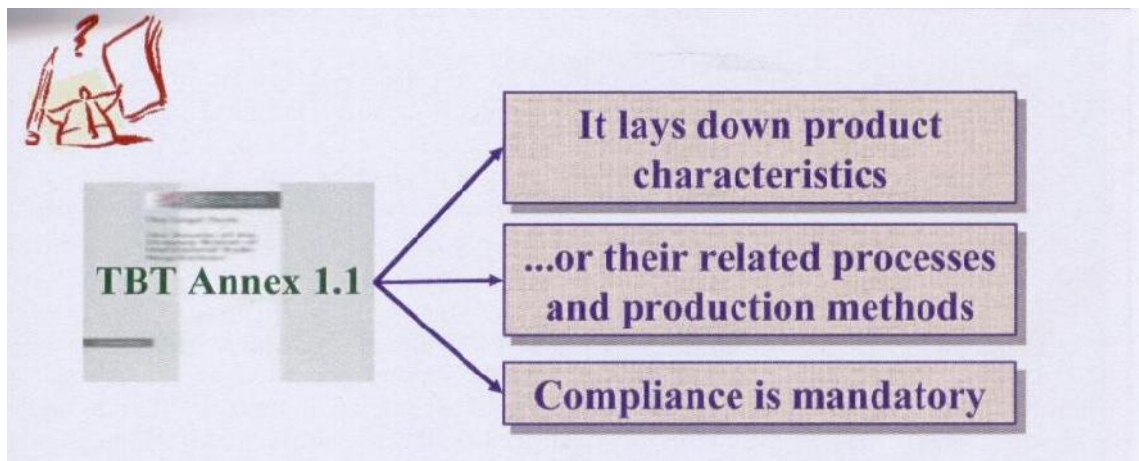 It lays down product
characteristics
TBT Annex 1.1
...or their related processes
and production methods
Compliance is mandatory